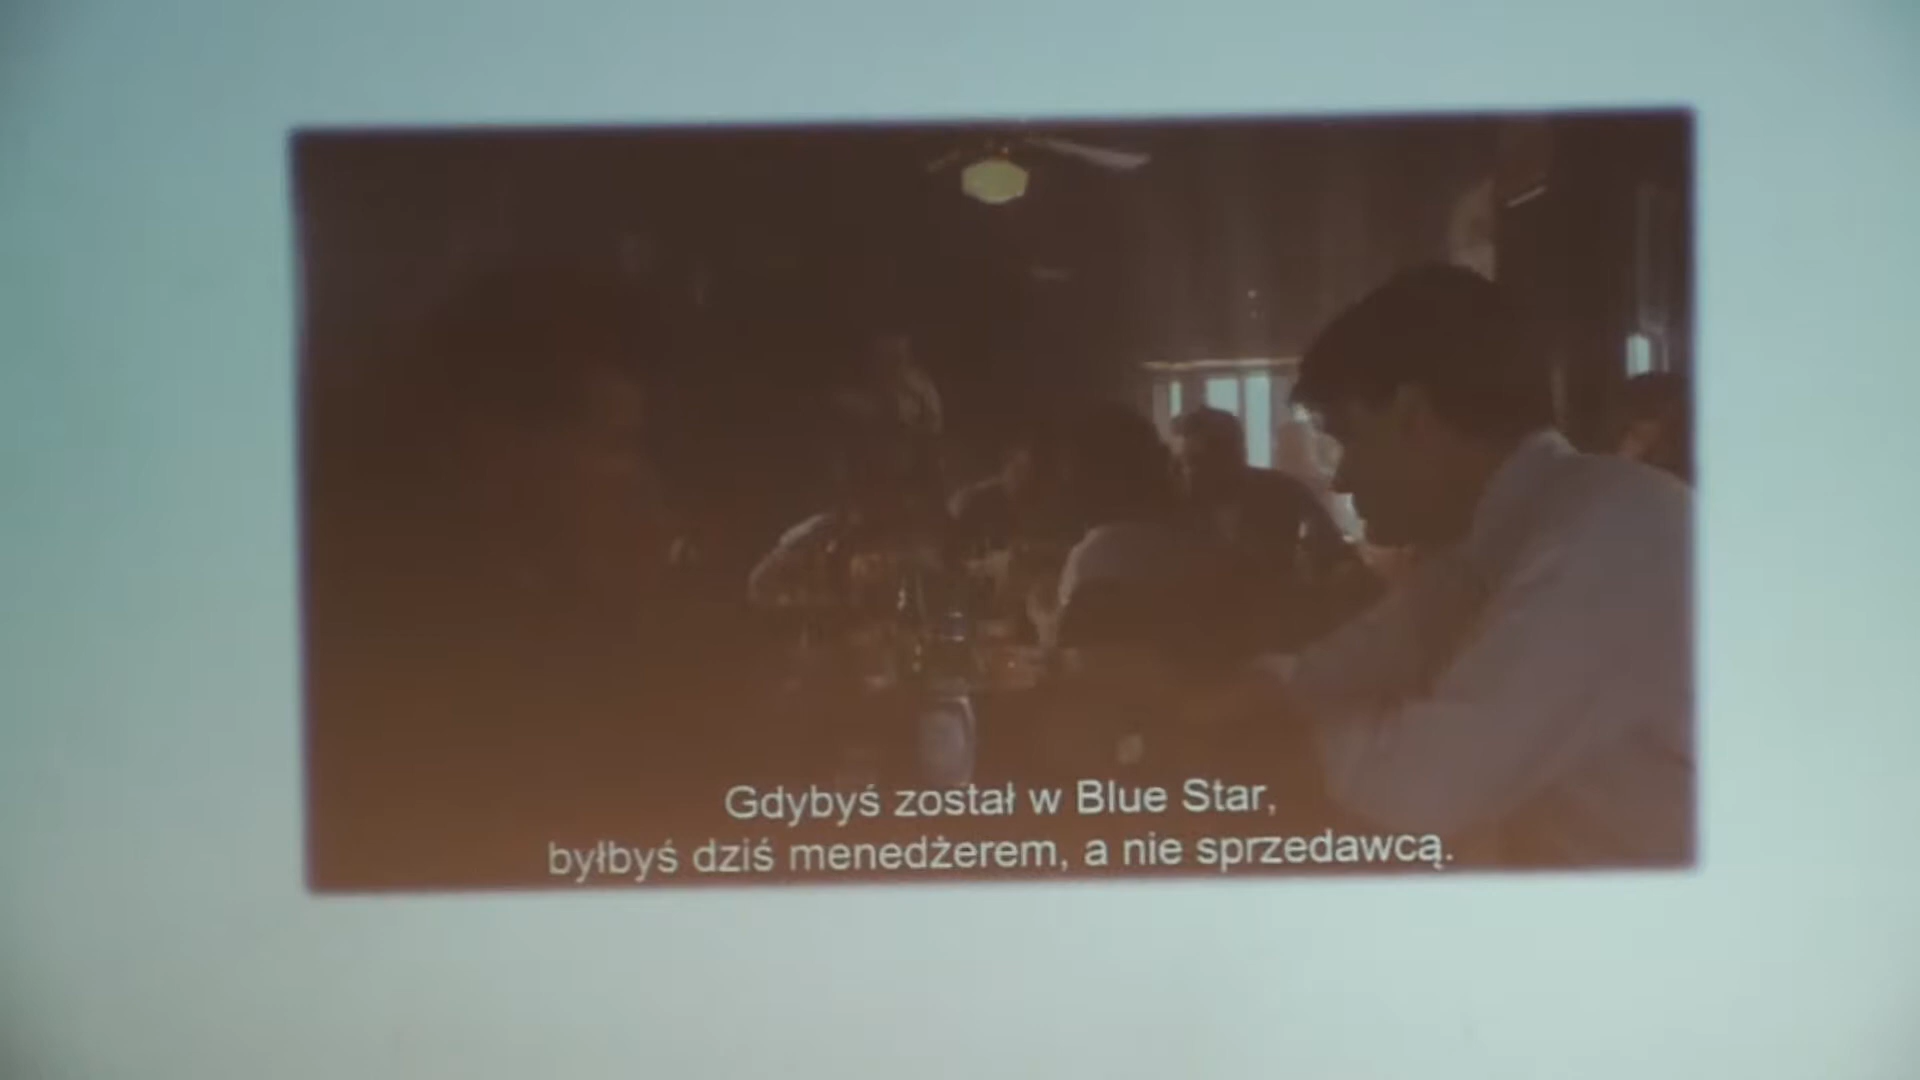 Gdybyś został w Blue Star,
byłbyś dziś menedżerem, a nie sprzedawcą.